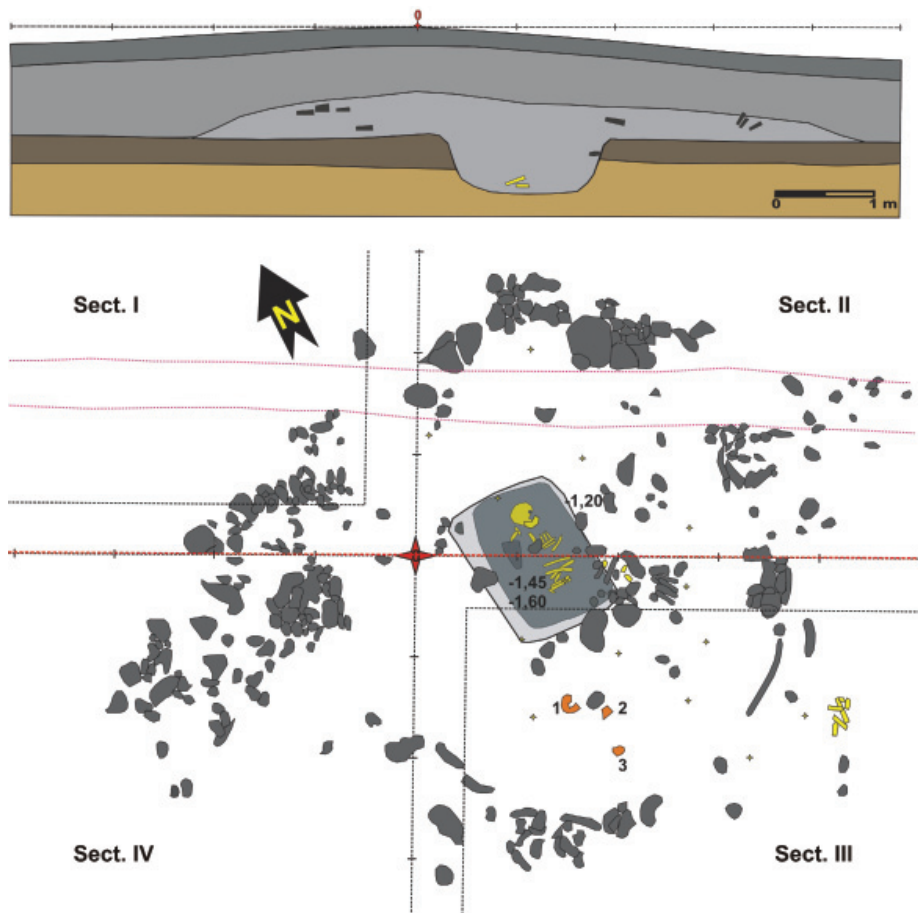 0
0 1 m
Sect. I
N
Sect. II
-1,20
-1,45
-1,60
1
2
3
Sect. IV
Sect. III